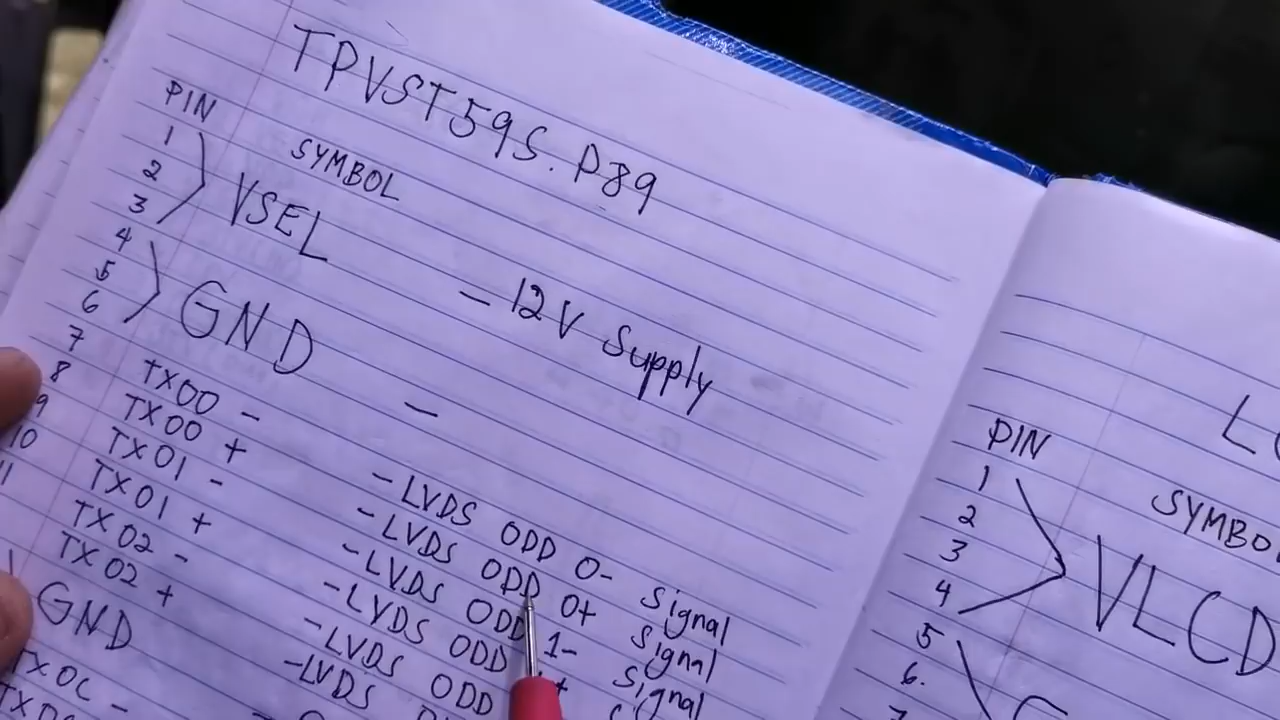 TPVST59S.P89
PIN SYMBOL
1
2 VSEL - 12V Supply
3
4
5 GND -
6
7 TX00 - - LVDS ODD 0- Signal
8 TX00 + - LVDS ODD 0+ Signal
9 TX01 - - LVDS ODD 1- Signal
10 TX01 + - LVDS ODD
11 TX02 - - LVDS ODD
TX02 + - LVDS
GND
TXOC -
PIN SYMBO
1
2
3 VLCD
4
5
6.
7